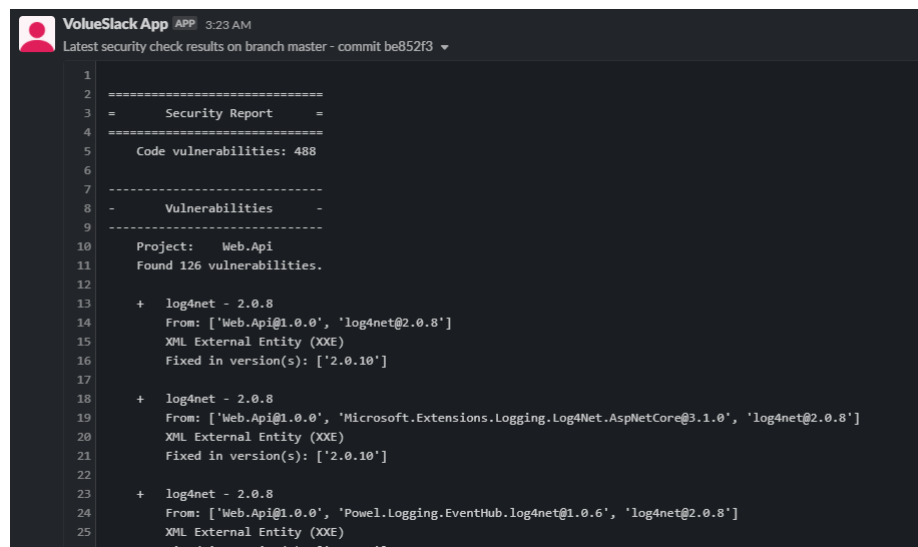 VolueSlack App APP 3:23 AM
Latest security check results on branch master - commit be852f3
1
2 ==============================
3 = Security Report =
4 ==============================
5 Code vulnerabilities: 488
6
7 ------------------------------
8 - Vulnerabilities -
9 ------------------------------
10 Project: Web.Api
11 Found 126 vulnerabilities.
12
13 + log4net - 2.0.8
14 From: ['Web.Api@1.0.0', 'log4net@2.0.8']
15 XML External Entity (XXE)
16 Fixed in version(s): ['2.0.10']
17
18 + log4net - 2.0.8
19 From: ['Web.Api@1.0.0', 'Microsoft.Extensions.Logging.Log4Net.AspNetCore@3.1.0', 'log4net@2.0.8']
20 XML External Entity (XXE)
21 Fixed in version(s): ['2.0.10']
22
23 + log4net - 2.0.8
24 From: ['Web.Api@1.0.0', 'Powel.Logging.EventHub.log4net@1.0.6', 'log4net@2.0.8']
25 XML External Entity (XXE)